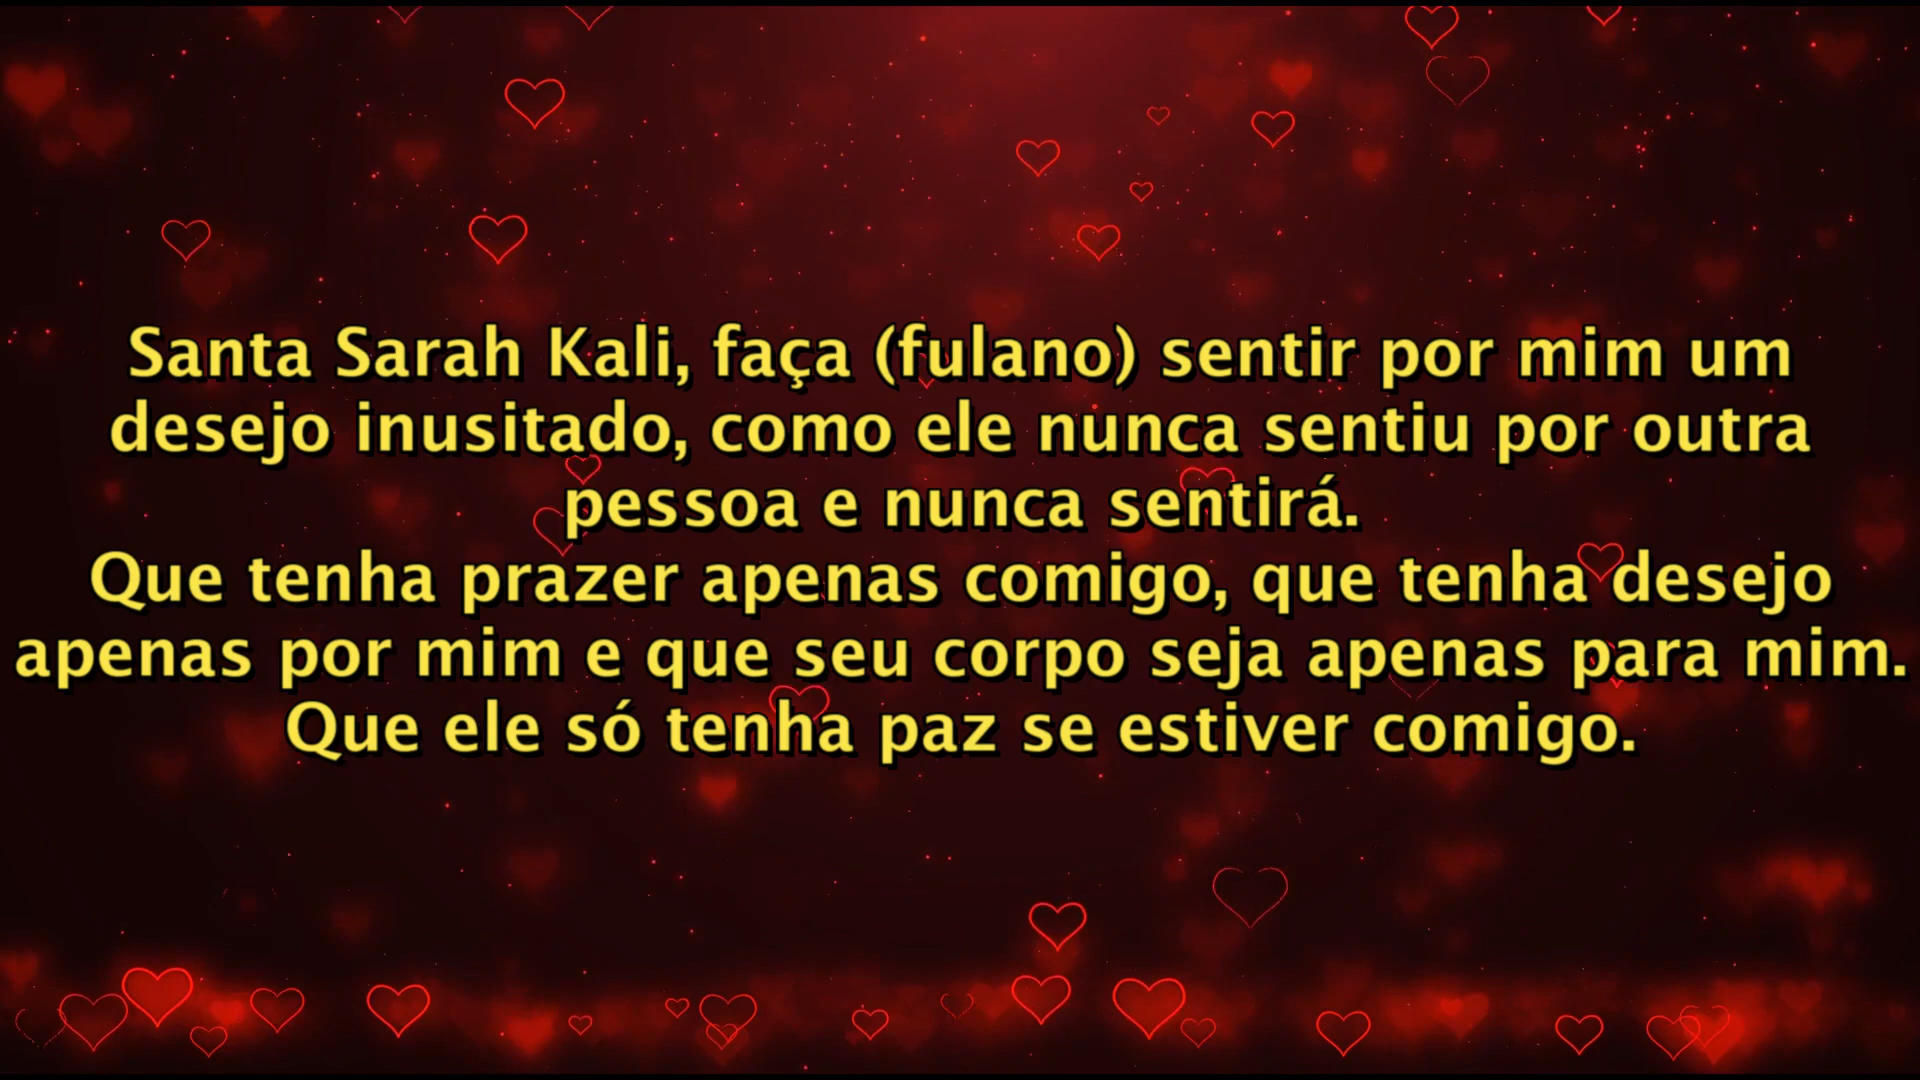 Santa Sarah Kali, faça (fulano) sentir por mim um
desejo inusitado, como ele nunca sentiu por outra
pessoa e nunca sentirá.
Que tenha prazer apenas comigo, que tenha desejo
apenas por mim e que seu corpo seja apenas para mim.
Que ele só tenha paz se estiver comigo.